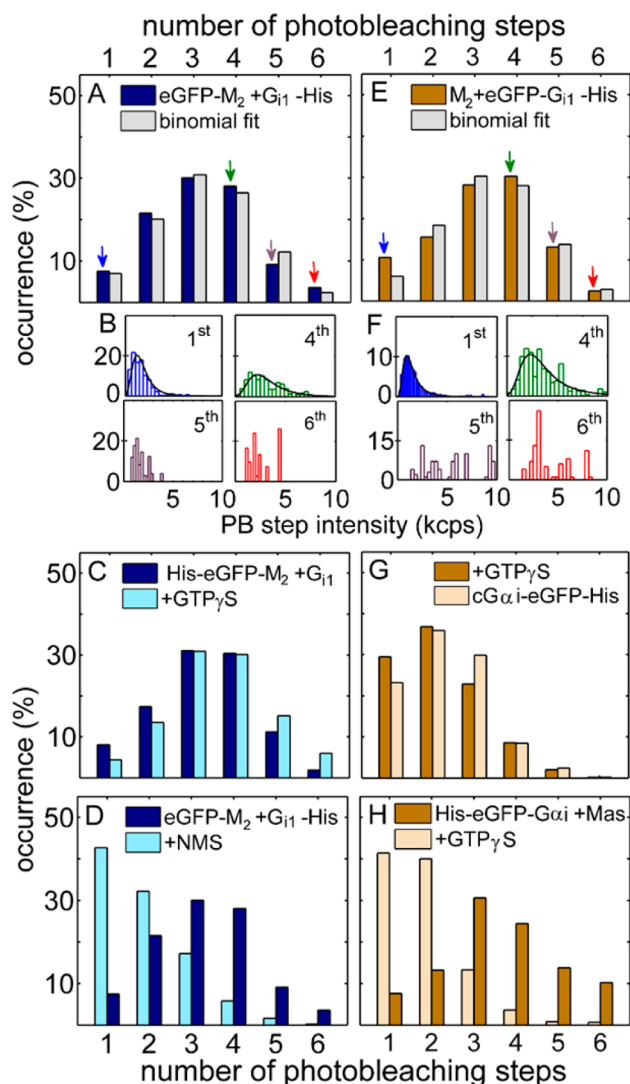 number of photobleaching steps
1 2 3 4 5 6 1 2 3 4 5 6
A eGFP-M2 +Gi1 -His
binomial fit
50
30
10
E M2+eGFP-Gi1 -His
binomial fit
occurrence (%)
B 1st 4th
20
0
5th 6th
20
0
5 10 5 10
F 1st 4th
10
0
5th 6th
15
0
5 10 5 10
PB step intensity (kcps)
C His-eGFP-M2 +Gi1
+GTPγS
50
30
10
G +GTPγS
cGαi-eGFP-His
occurrence (%)
D eGFP-M2 +Gi1 -His
+NMS
50
30
10
H His-eGFP-Gαi +Mas
+GTPγS
1 2 3 4 5 6 1 2 3 4 5 6
number of photobleaching steps